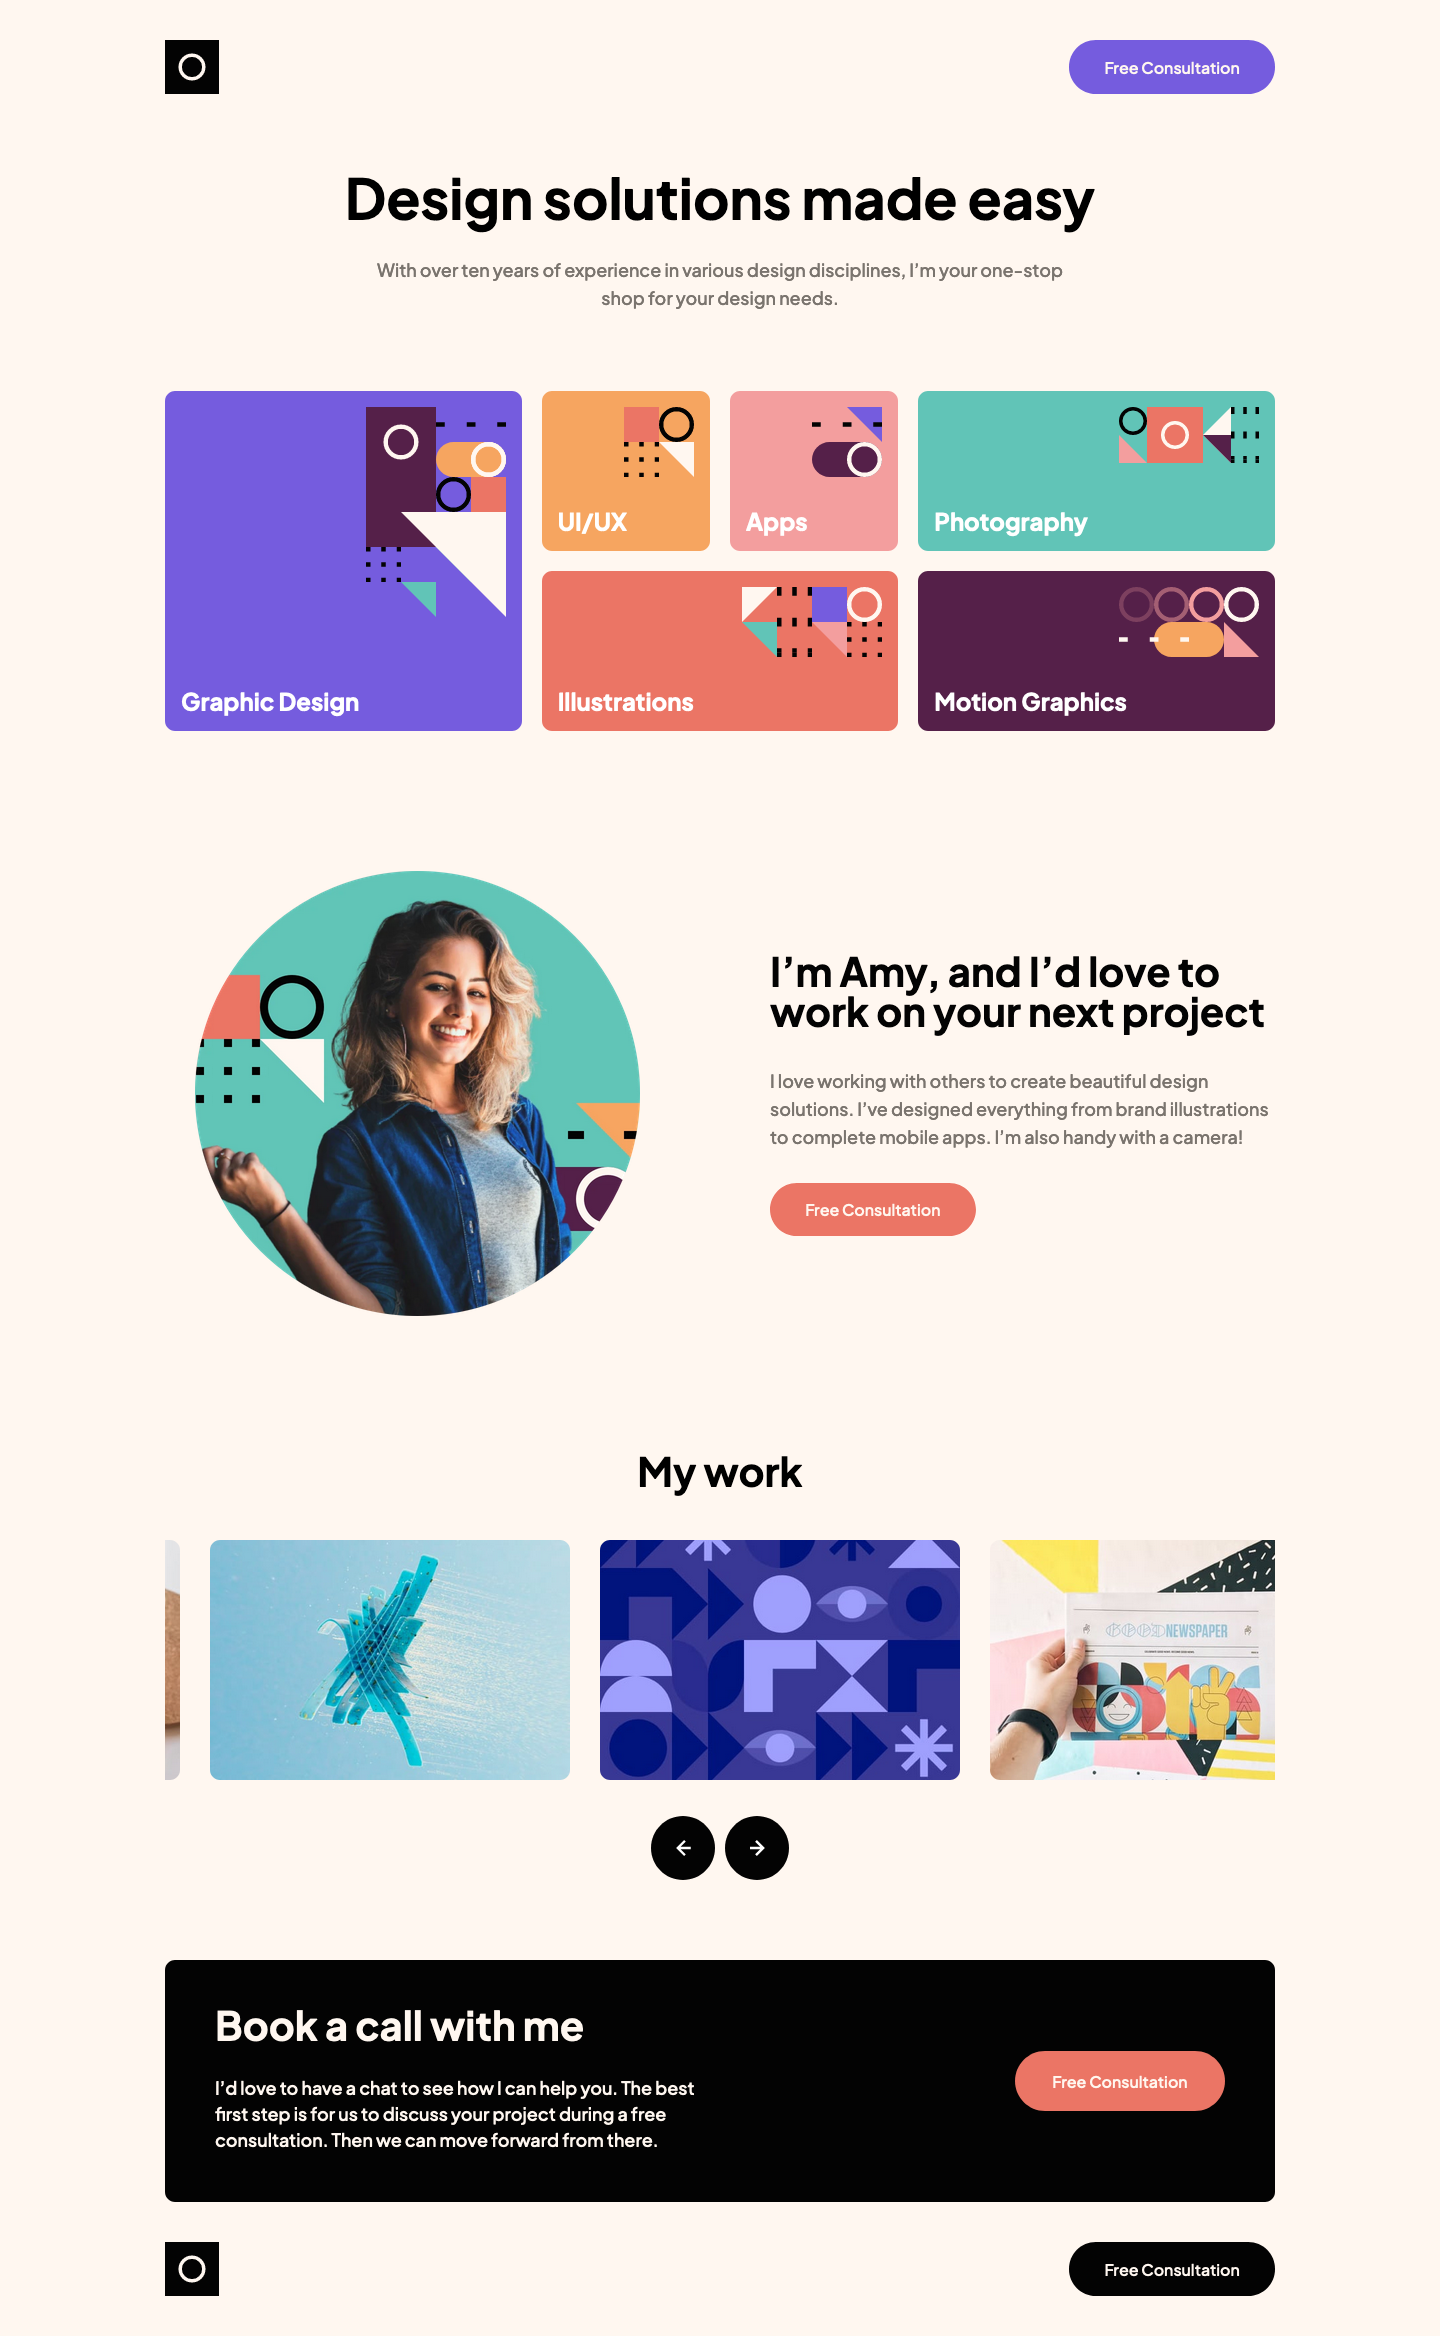 Free Consultation
Design solutions made easy
With over ten years of experience in various design disciplines, I’m your one-stop
shop for your design needs.
Graphic Design
UI/UX
Apps
Photography
Illustrations
Motion Graphics
I’m Amy, and I’d love to
work on your next project
I love working with others to create beautiful design
solutions. I’ve designed everything from brand illustrations
to complete mobile apps. I’m also handy with a camera!
Free Consultation
My work
GOOD NEWSPAPER
Book a call with me
I’d love to have a chat to see how I can help you. The best
first step is for us to discuss your project during a free
consultation. Then we can move forward from there.
Free Consultation
Free Consultation